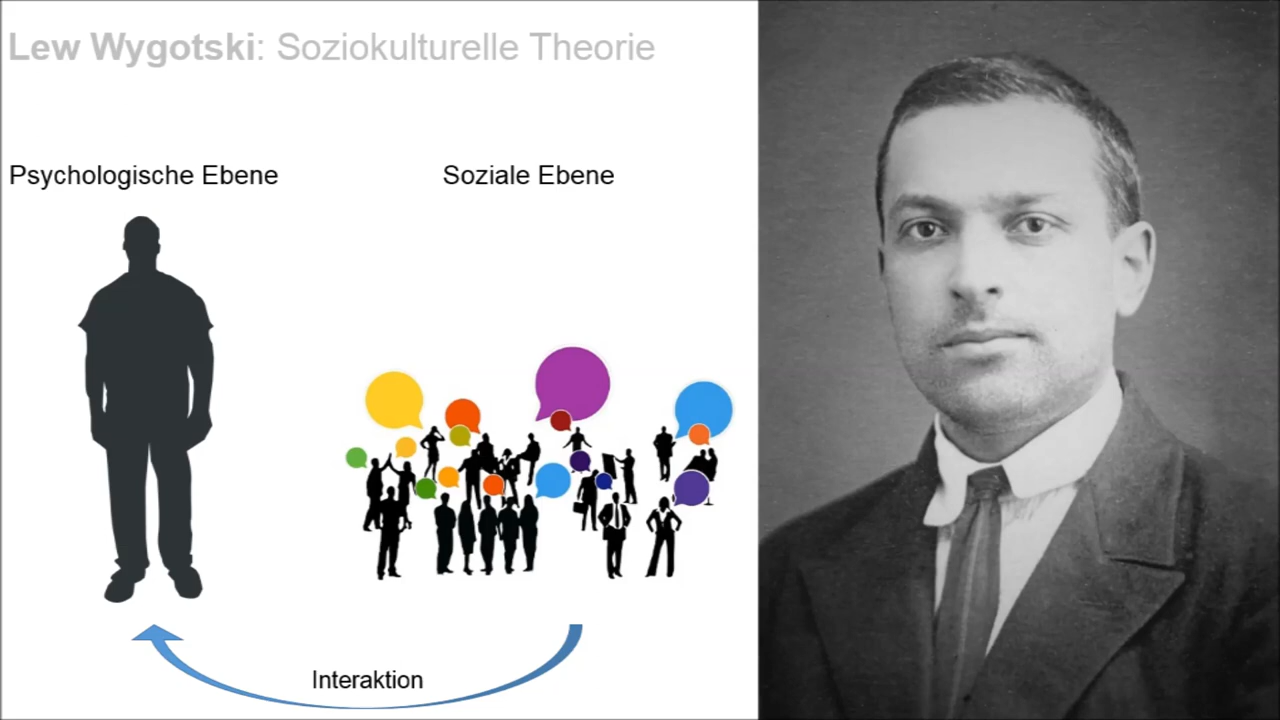 Lew Wygotski: Soziokulturelle Theorie
Psychologische Ebene
Soziale Ebene
Interaktion